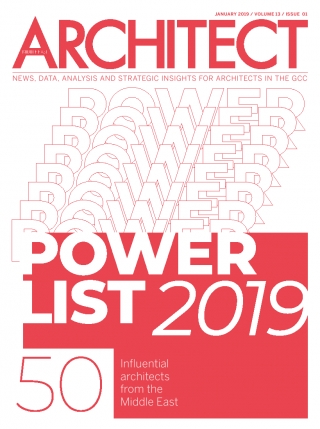 JANUARY 2019 / VOLUME 13 / ISSUE 01
ARCHITECT
NEWS, DATA, ANALYSIS AND STRATEGIC INSIGHTS FOR ARCHITECTS IN THE GCC
POWER
POWER
POWER
POWER
POWER
POWER
POWER
LIST 2019
50
Influential
architects
from the
Middle East